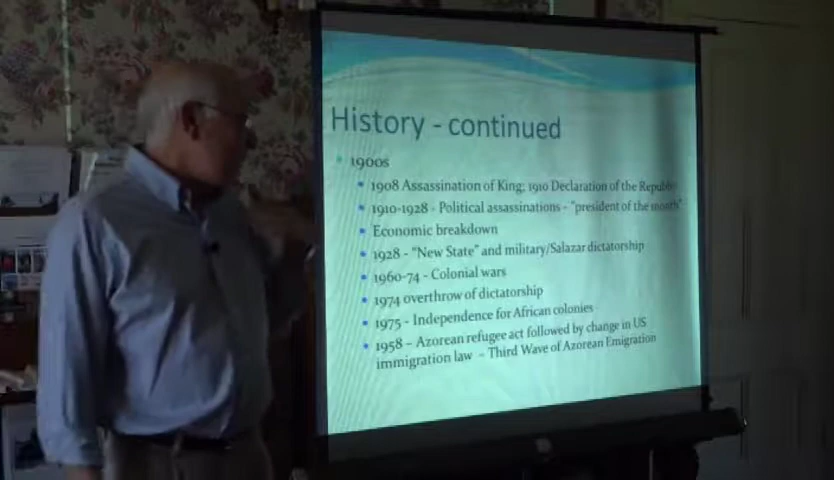 History - continued
1900s
1908 Assassination of King; 1910 Declaration of the Republic
1910-1928 - Political assassinations - "president of the month"
Economic breakdown
1928 - "New State" and military/Salazar dictatorship
1960-74 - Colonial wars
1974 overthrow of dictatorship
1975 - Independence for African colonies
1958 – Azorean refugee act followed by change in US
immigration law – Third Wave of Azorean Emigration